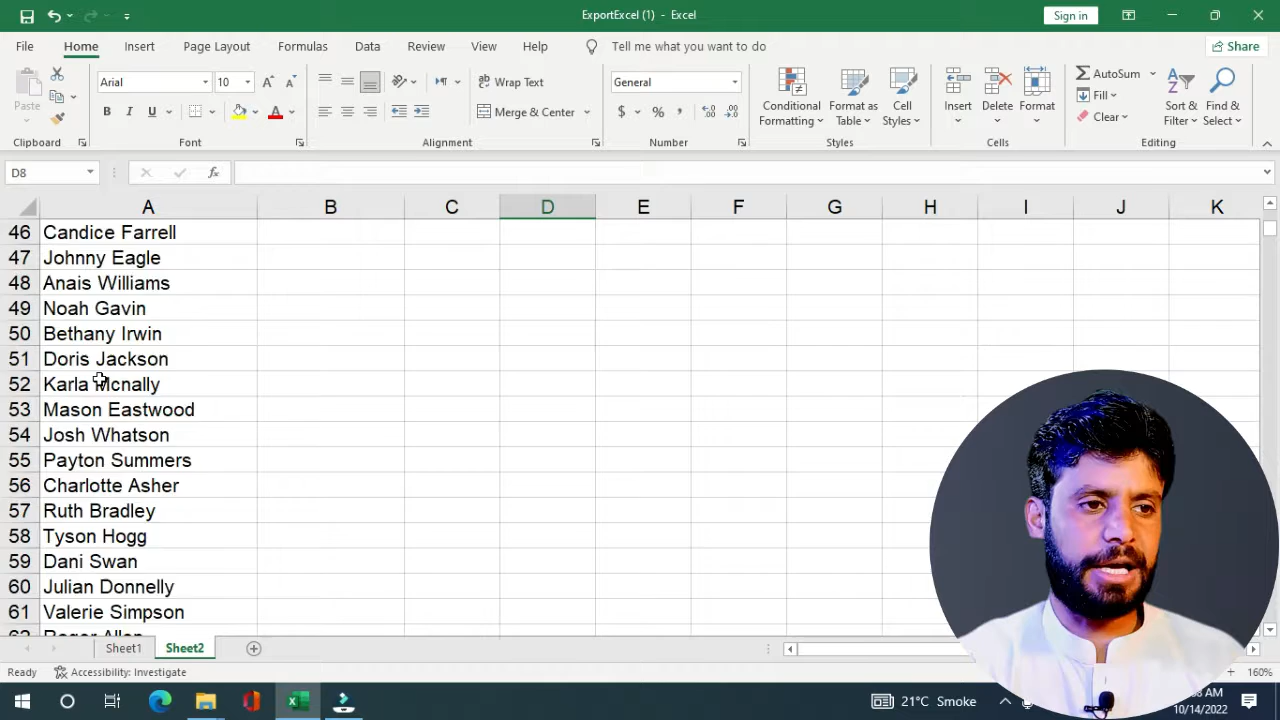 ExportExcel (1) - Excel
Sign in
File Home Insert Page Layout Formulas Data Review View Help Tell me what you want to do Share
Paste
Arial 10
Wrap Text
General
Conditional Formatting
Format as Table
Cell Styles
Insert
Delete
Format
AutoSum
Sort & Filter
Find & Select
B I U A
Merge & Center
$ % ,
Fill
Clear
Clipboard Font Alignment Number Styles Cells Editing
D8
fx
A B C D E F G H I J K
46 Candice Farrell
47 Johnny Eagle
48 Anais Williams
49 Noah Gavin
50 Bethany Irwin
51 Doris Jackson
52 Karla Mcnally
53 Mason Eastwood
54 Josh Whatson
55 Payton Summers
56 Charlotte Asher
57 Ruth Bradley
58 Tyson Hogg
59 Dani Swan
60 Julian Donnelly
61 Valerie Simpson
62 Roger Allen
Sheet1 Sheet2
Ready Accessibility: Investigate 160%
21°C Smoke AM
10/14/2022